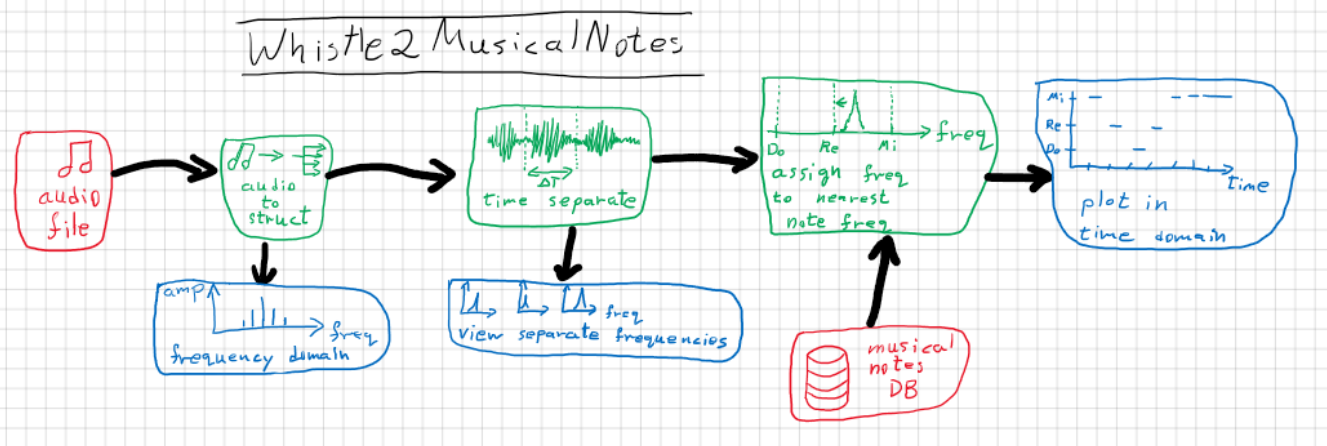 Whistle2MusicalNotes
audio
file
audio
to
struct
amp
freq
frequency domain
ΔT
time separate
freq
view separate frequencies
freq
Do Re Mi
assign freq
to nearest
note freq
musical
notes
DB
Mi
Re
Do
time
plot in
time domain